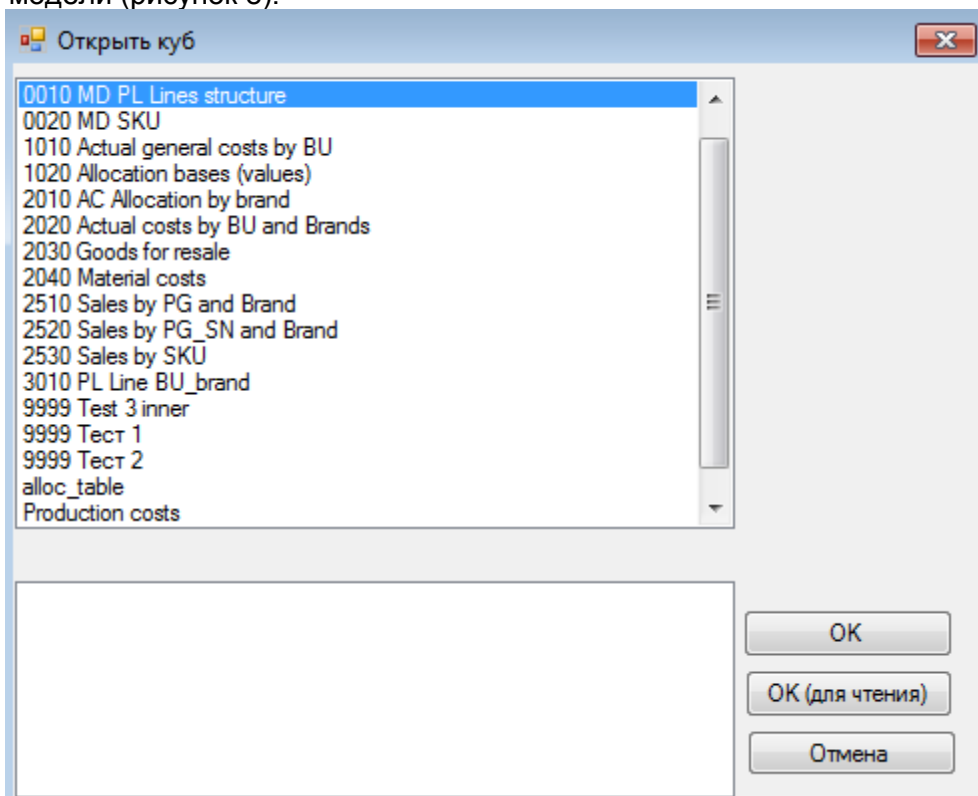 модели (рисунок 3).
Открыть куб
0010 MD PL Lines structure
0020 MD SKU
1010 Actual general costs by BU
1020 Allocation bases (values)
2010 AC Allocation by brand
2020 Actual costs by BU and Brands
2030 Goods for resale
2040 Material costs
2510 Sales by PG and Brand
2520 Sales by PG_SN and Brand
2530 Sales by SKU
3010 PL Line BU_brand
9999 Test 3 inner
9999 Тест 1
9999 Тест 2
alloc_table
Production costs
OK
OK (для чтения)
Отмена